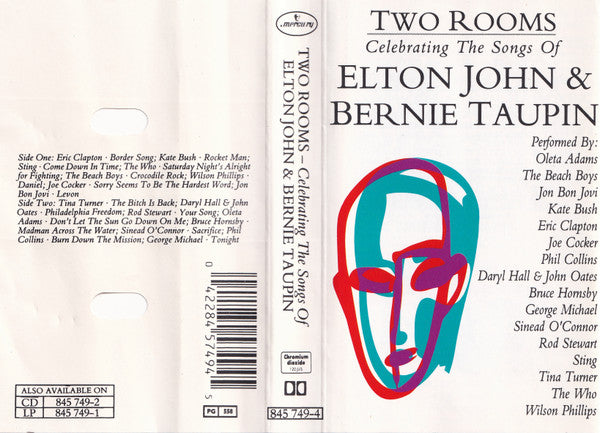 Side One: Eric Clapton · Border Song; Kate Bush · Rocket Man;
Sting · Come Down In Time; The Who · Saturday Night's Alright
for Fighting; The Beach Boys · Crocodile Rock; Wilson Phillips ·
Daniel; Joe Cocker · Sorry Seems To Be The Hardest Word; Jon
Bon Jovi · Levon
Side Two: Tina Turner · The Bitch Is Back; Daryl Hall & John
Oates · Philadelphia Freedom; Rod Stewart · Your Song; Oleta
Adams · Don't Let The Sun Go Down On Me; Bruce Hornsby ·
Madman Across The Water; Sinead O'Connor · Sacrifice; Phil
Collins · Burn Down The Mission; George Michael · Tonight
ALSO AVAILABLE ON
CD 845 749-2
LP 845 749-1
0 42284 57494 5
PG 558
mercury
TWO ROOMS – Celebrating The Songs Of
ELTON JOHN & BERNIE TAUPIN
Chromium
dioxide
120 µs
845 749-4
TWO ROOMS
Celebrating The Songs Of
ELTON JOHN &
BERNIE TAUPIN
Performed By:
Oleta Adams
The Beach Boys
Jon Bon Jovi
Kate Bush
Eric Clapton
Joe Cocker
Phil Collins
Daryl Hall & John Oates
Bruce Hornsby
George Michael
Sinead O'Connor
Rod Stewart
Sting
Tina Turner
The Who
Wilson Phillips